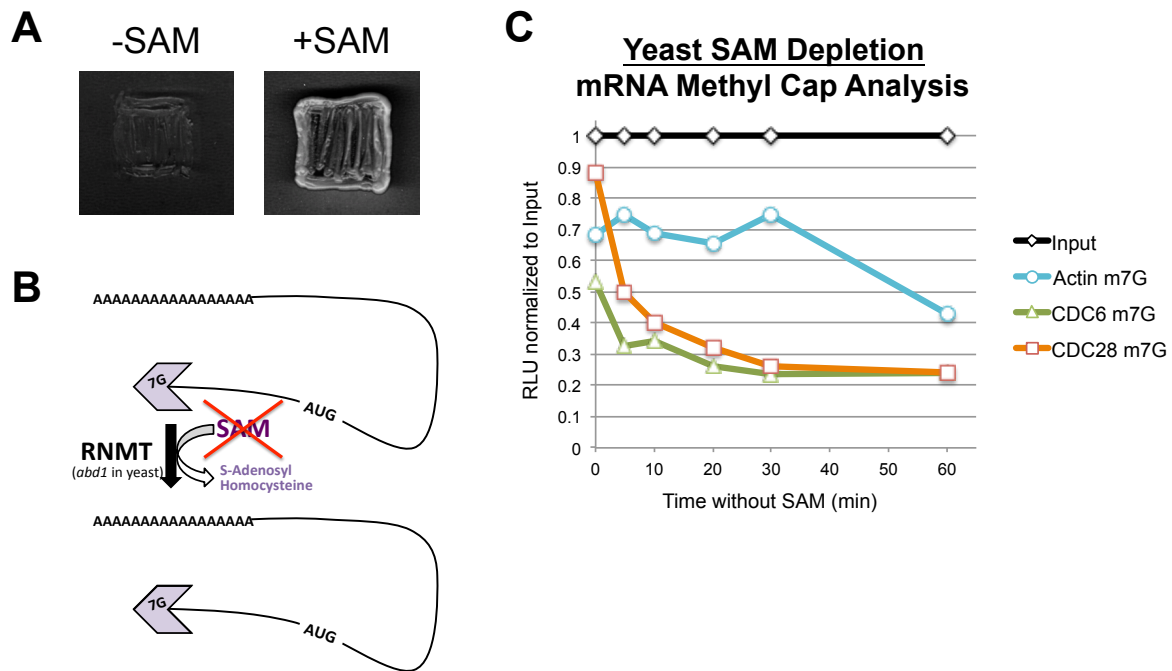 A
-SAM
+SAM
B
AAAAAAAAAAAAAAAAA
7G
AUG
SAM
RNMT
(abd1 in yeast)
S-Adenosyl
Homocysteine
AAAAAAAAAAAAAAAAA
7G
AUG
C
Yeast SAM Depletion
mRNA Methyl Cap Analysis
RLU normalized to Input
1
0.9
0.8
0.7
0.6
0.5
0.4
0.3
0.2
0.1
0
0 10 20 30 40 50 60
Time without SAM (min)
Input
Actin m7G
CDC6 m7G
CDC28 m7G